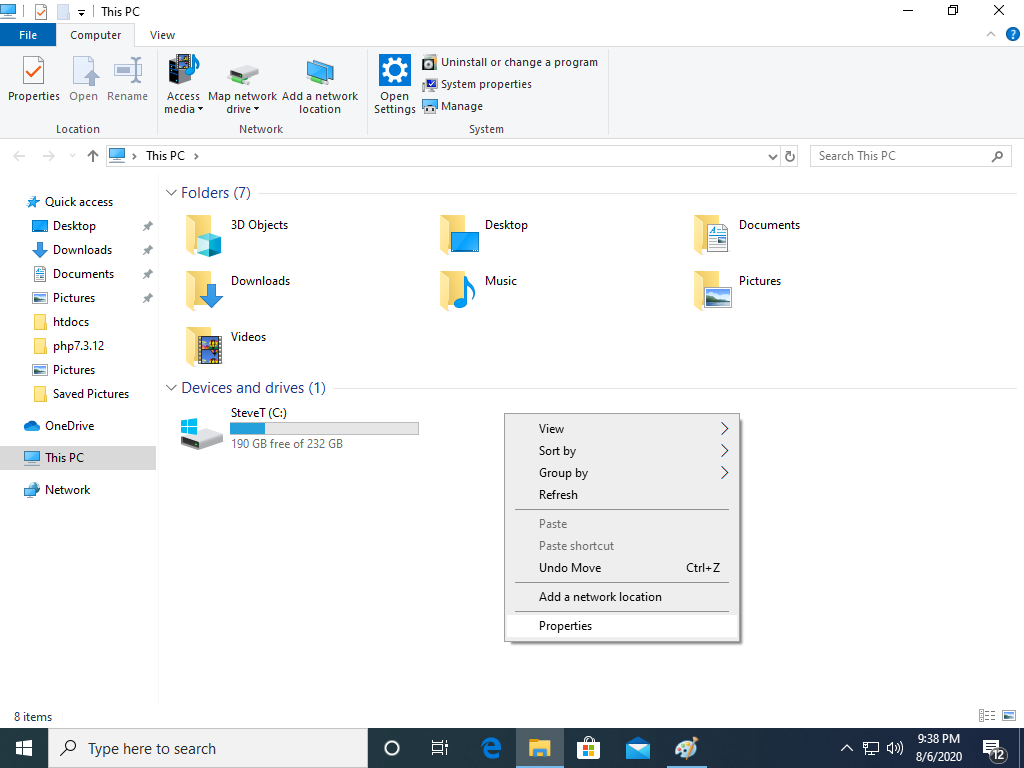 This PC
File Computer View
Properties Open Rename Access media Map network drive Add a network location Open Settings Uninstall or change a program
System properties
Manage
Location Network System
This PC Search This PC
Quick access
Desktop
Downloads
Documents
Pictures
htdocs
php7.3.12
Pictures
Saved Pictures
OneDrive
This PC
Network
Folders (7)
3D Objects Desktop Documents
Downloads Music Pictures
Videos
Devices and drives (1)
SteveT (C:)
190 GB free of 232 GB
View
Sort by
Group by
Refresh
Paste
Paste shortcut
Undo Move Ctrl+Z
Add a network location
Properties
8 items
Type here to search
9:38 PM
8/6/2020
12